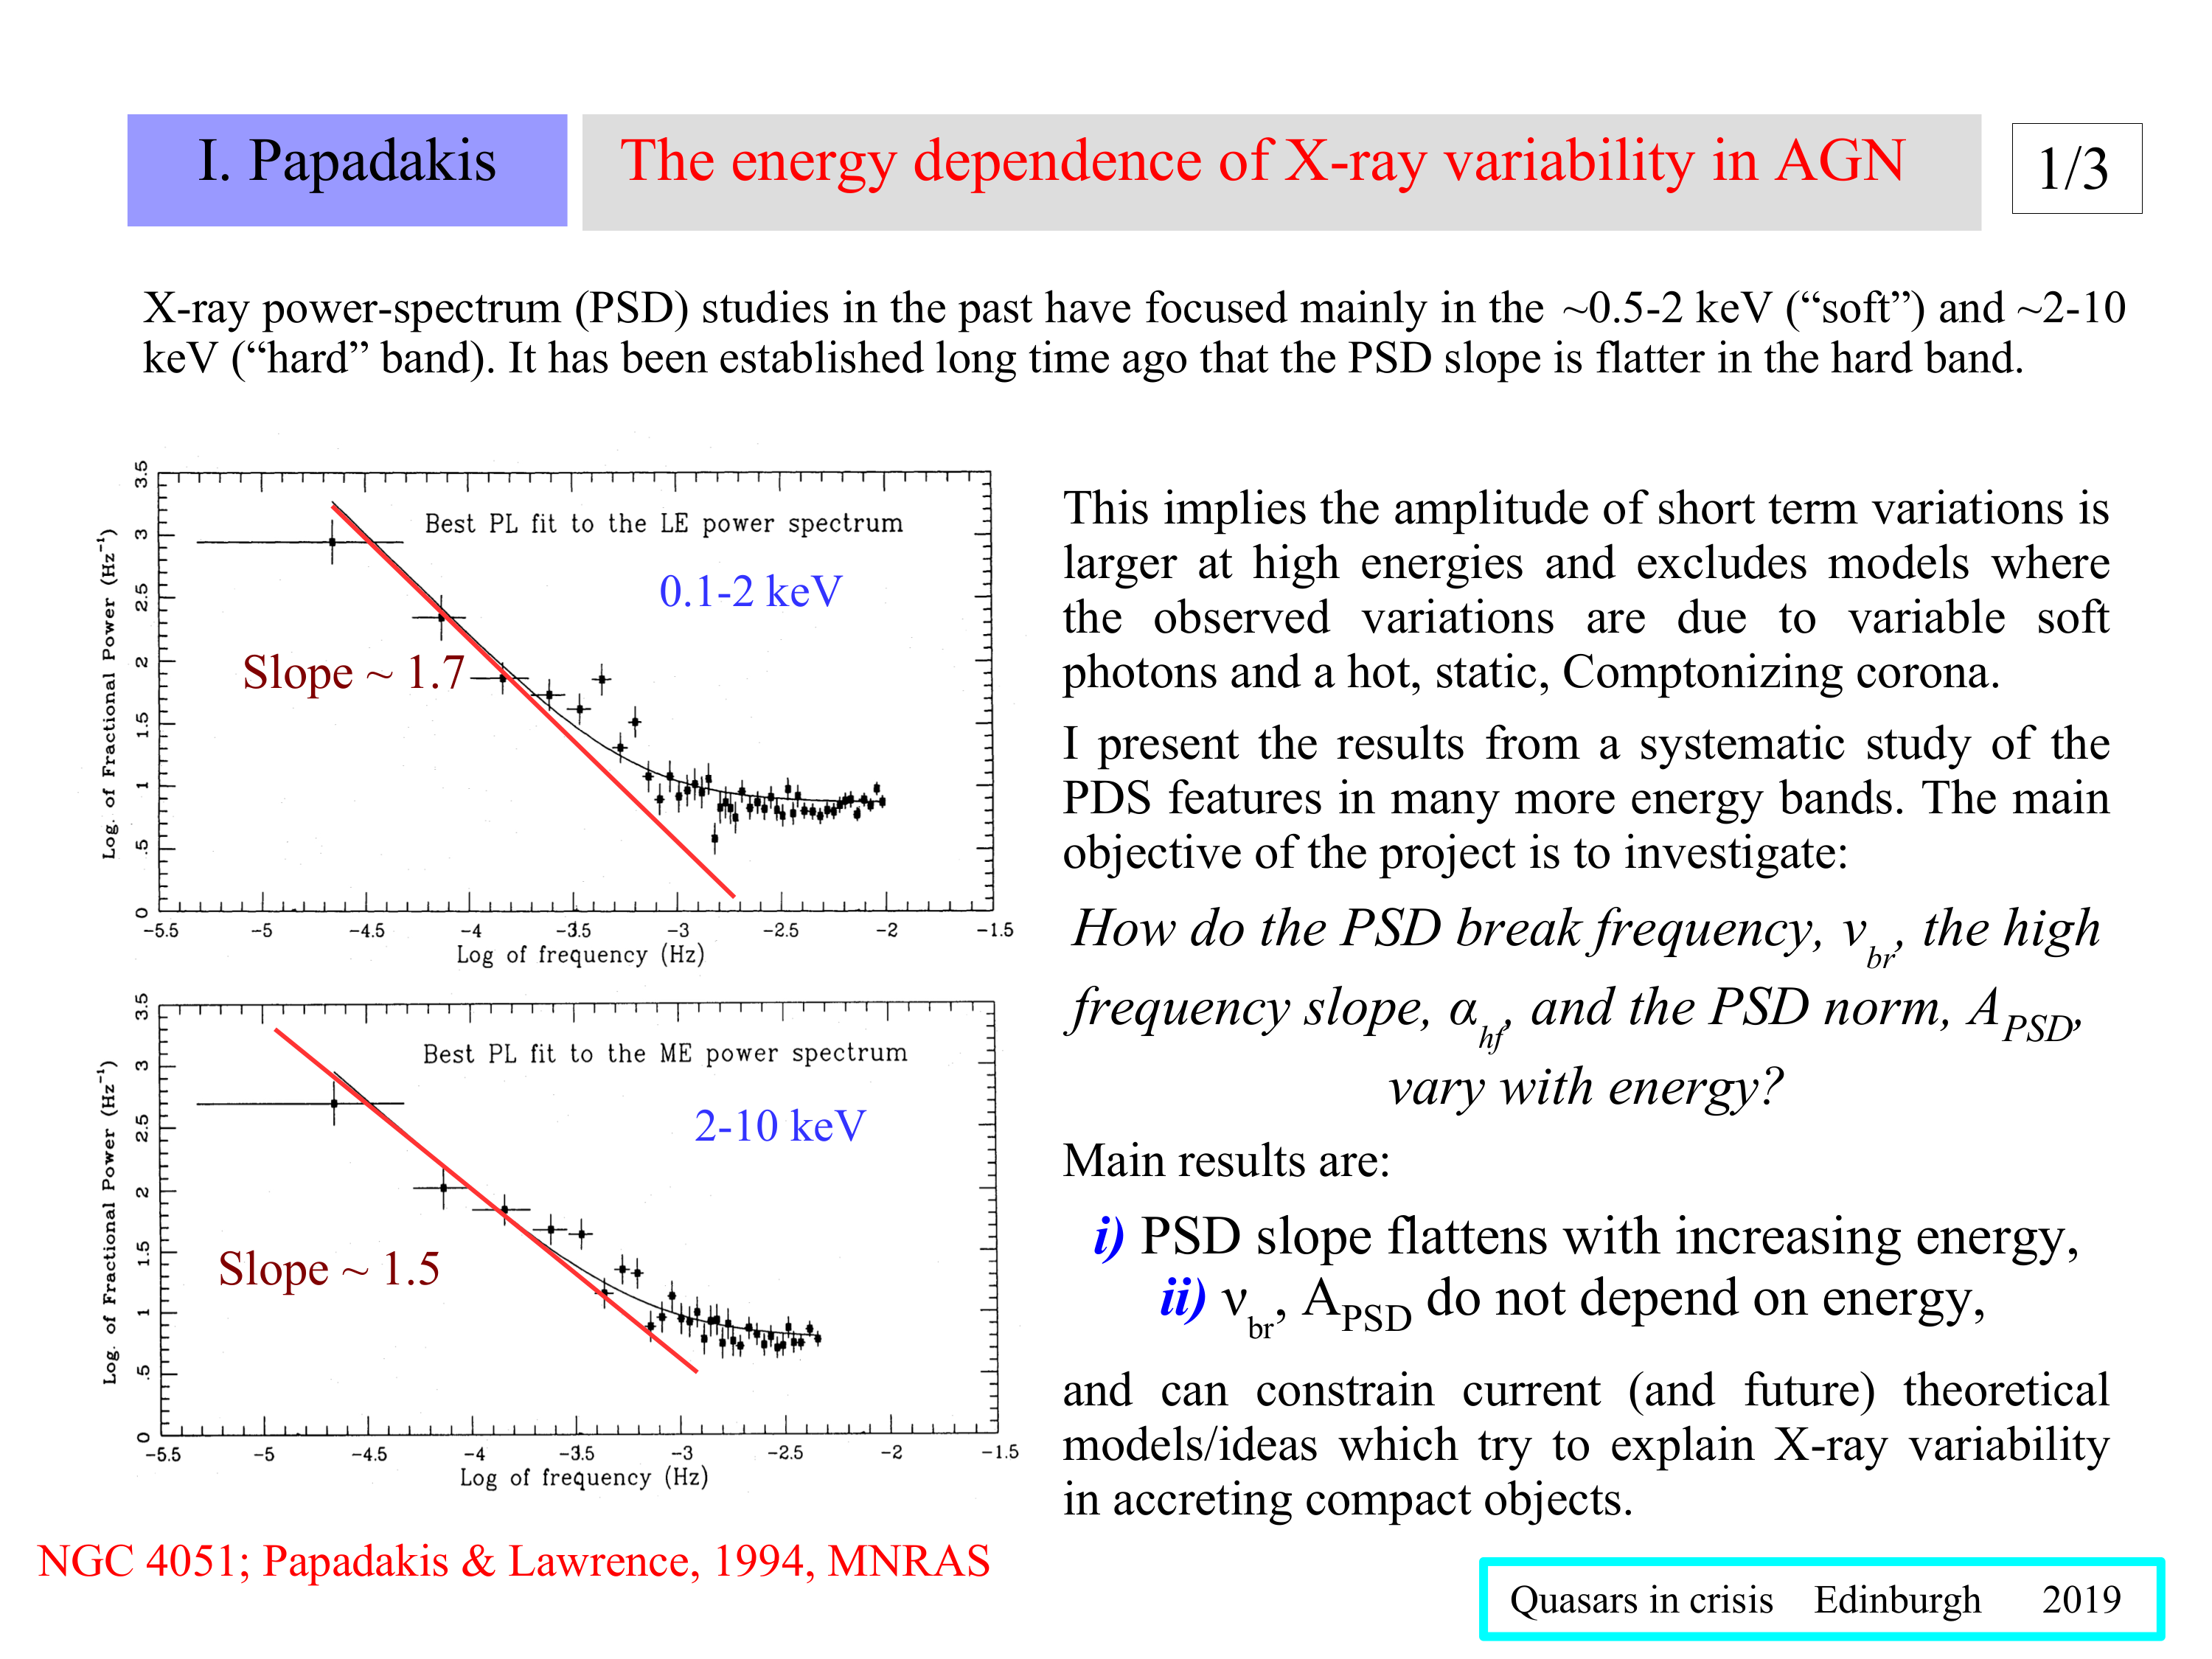 I. Papadakis
The energy dependence of X-ray variability in AGN
1/3
X-ray power-spectrum (PSD) studies in the past have focused mainly in the ~0.5-2 keV (“soft”) and ~2-10
keV (“hard” band). It has been established long time ago that the PSD slope is flatter in the hard band.
Best PL fit to the LE power spectrum
0.1-2 keV
Slope ~ 1.7
Log. of Fractional Power (Hz⁻¹)
3.5
3
2.5
2
1.5
1
.5
0
-5.5 -5 -4.5 -4 -3.5 -3 -2.5 -2 -1.5
Log of frequency (Hz)
Best PL fit to the ME power spectrum
2-10 keV
Slope ~ 1.5
Log. of Fractional Power (Hz⁻¹)
3.5
3
2.5
2
1.5
1
.5
0
-5.5 -5 -4.5 -4 -3.5 -3 -2.5 -2 -1.5
Log of frequency (Hz)
NGC 4051; Papadakis & Lawrence, 1994, MNRAS
This implies the amplitude of short term variations is
larger at high energies and excludes models where
the observed variations are due to variable soft
photons and a hot, static, Comptonizing corona.
I present the results from a systematic study of the
PDS features in many more energy bands. The main
objective of the project is to investigate:
How do the PSD break frequency, ν_br, the high
frequency slope, α_hf, and the PSD norm, A_PSD,
vary with energy?
Main results are:
i) PSD slope flattens with increasing energy,
ii) ν_br, A_PSD do not depend on energy,
and can constrain current (and future) theoretical
models/ideas which try to explain X-ray variability
in accreting compact objects.
Quasars in crisis Edinburgh 2019